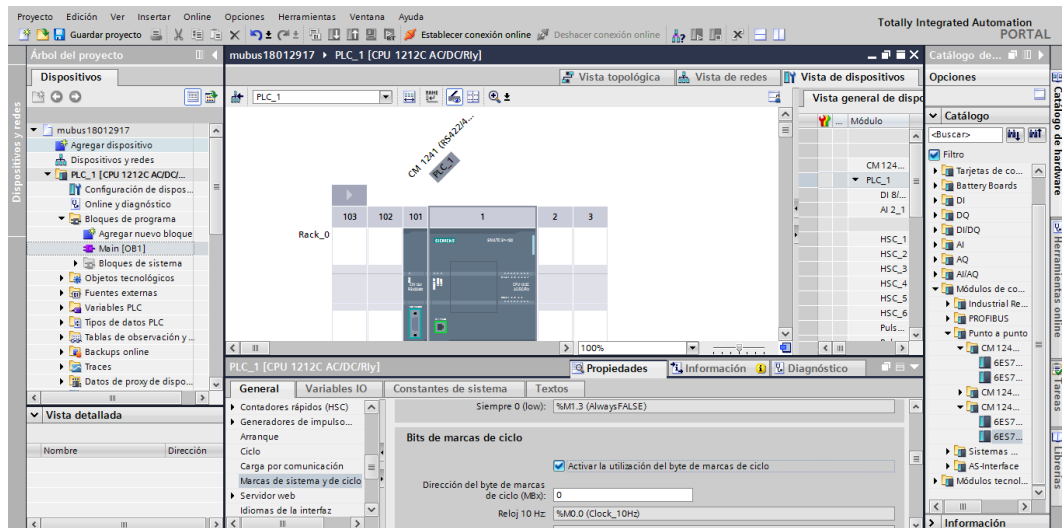 Proyecto Edición Ver Insertar Online Opciones Herramientas Ventana Ayuda
Totally Integrated Automation
PORTAL
Guardar proyecto Establecer conexión online Deshacer conexión online
Árbol del proyecto
mubus18012917 PLC_1 [CPU 1212C AC/DC/Rly]
Catálogo de...
Dispositivos
Vista topológica Vista de redes Vista de dispositivos
Opciones
PLC_1
Vista general de dispo
Dispositivos y redes
mubus18012917
Agregar dispositivo
Dispositivos y redes
PLC_1 [CPU 1212C AC/DC/...
Configuración de dispos...
Online y diagnóstico
Bloques de programa
Agregar nuevo bloque
Main [OB1]
Bloques de sistema
Objetos tecnológicos
Fuentes externas
Variables PLC
Tipos de datos PLC
Tablas de observación y ...
Backups online
Traces
Datos de proxy de dispo...
Vista detallada
Nombre Dirección
CM 1241 (RS422/4...
PLC_1
103 102 101 1 2 3
Rack_0
SIEMENS
100%
... Módulo
CM 124...
PLC_1
DI 8/...
AI 2_1
HSC_1
HSC_2
HSC_3
HSC_4
HSC_5
HSC_6
Puls...
Catálogo
<Buscar>
Filtro
Tarjetas de co...
Battery Boards
DI
DQ
DI/DQ
AI
AQ
AI/AQ
Módulos de co...
Industrial Re...
PROFIBUS
Punto a punto
CM 124...
6ES7...
6ES7...
CM 124...
CM 124...
6ES7...
6ES7...
Sistemas ...
AS-Interface
Módulos tecnol...
Información
Catálogo de hardware
Herramientas online
Tareas
Librerías
PLC_1 [CPU 1212C AC/DC/Rly]
Propiedades Información Diagnóstico
General Variables IO Constantes de sistema Textos
Contadores rápidos (HSC)
Generadores de impulso...
Arranque
Ciclo
Carga por comunicación
Marcas de sistema y de ciclo
Servidor web
Idiomas de la interfaz
Siempre 0 (low): %M1.3 (AlwaysFALSE)
Bits de marcas de ciclo
Activar la utilización del byte de marcas de ciclo
Dirección del byte de marcas
de ciclo (MBx): 0
Reloj 10 Hz: %M0.0 (Clock_10Hz)